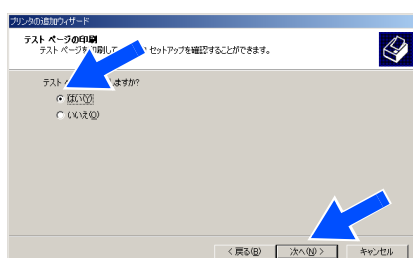 プリンタの追加ウィザード
テスト ページの印刷
テスト ページを印刷して セットアップを確認することができます。
テスト ますか?
はい(Y)
いいえ(O)
< 戻る(B) 次へ(N) > キャンセル